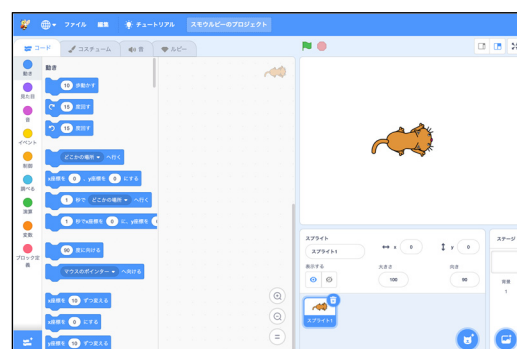 ファイル 編集 チュートリアル スモウルビーのプロジェクト
コード コスチューム 音 ルビー
動き
見た目
音
イベント
制御
調べる
演算
変数
ブロック定義
動き
10 歩動かす
15 度回す
15 度回す
どこかの場所 へ行く
x座標を 0 、y座標を 0 にする
1 秒で どこかの場所 へ行く
1 秒でx座標を 0 に、y座標を
90 度に向ける
マウスのポインター へ向ける
x座標を 10 ずつ変える
x座標を 0 にする
y座標を 10 ずつ変える
スプライト
スプライト1
x 0 y 0
表示する 大きさ 向き
100 90
スプライト1
ステージ
背景
1